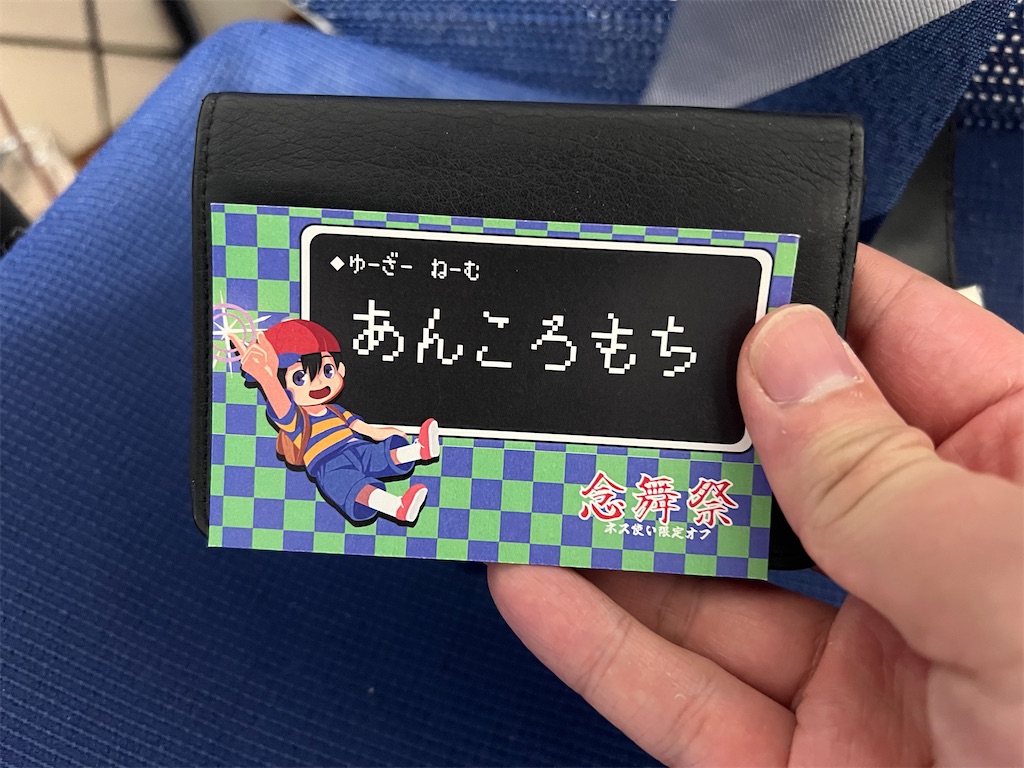 ◆ゆーざー ねーむ
あんころもち
念舞祭
ネス使い限定オフ